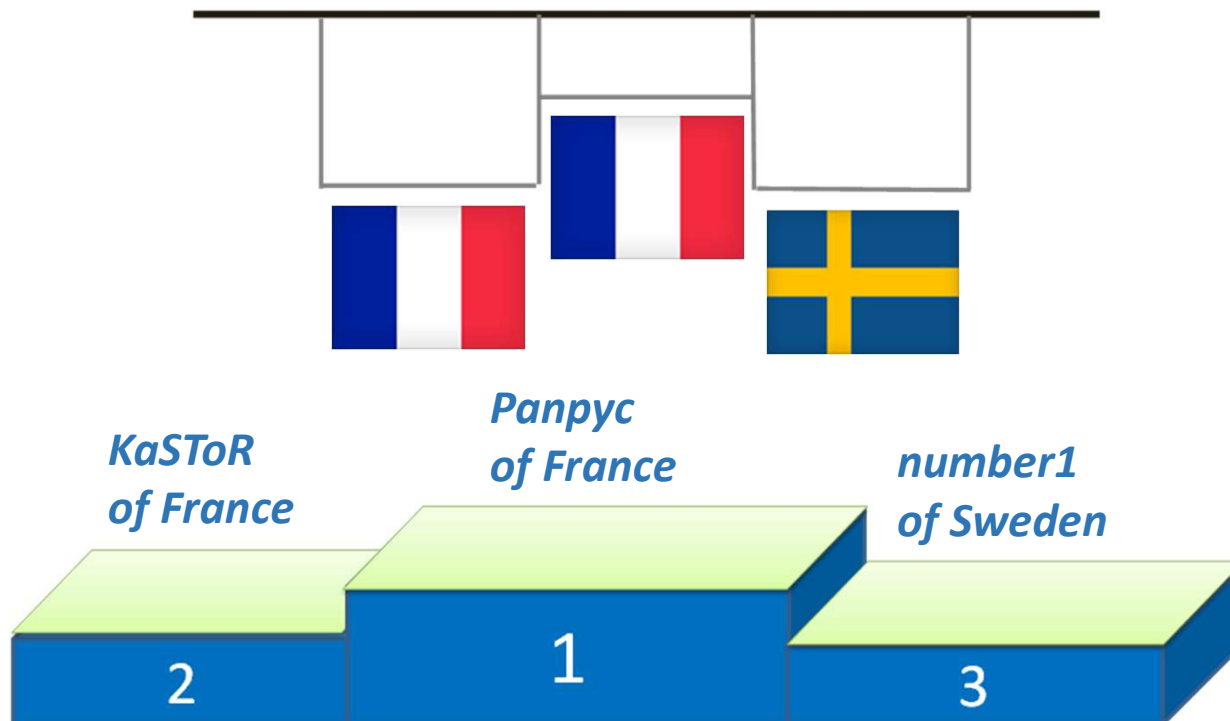 KaSToR
of France
Panpyc
of France
number1
of Sweden
2
1
3